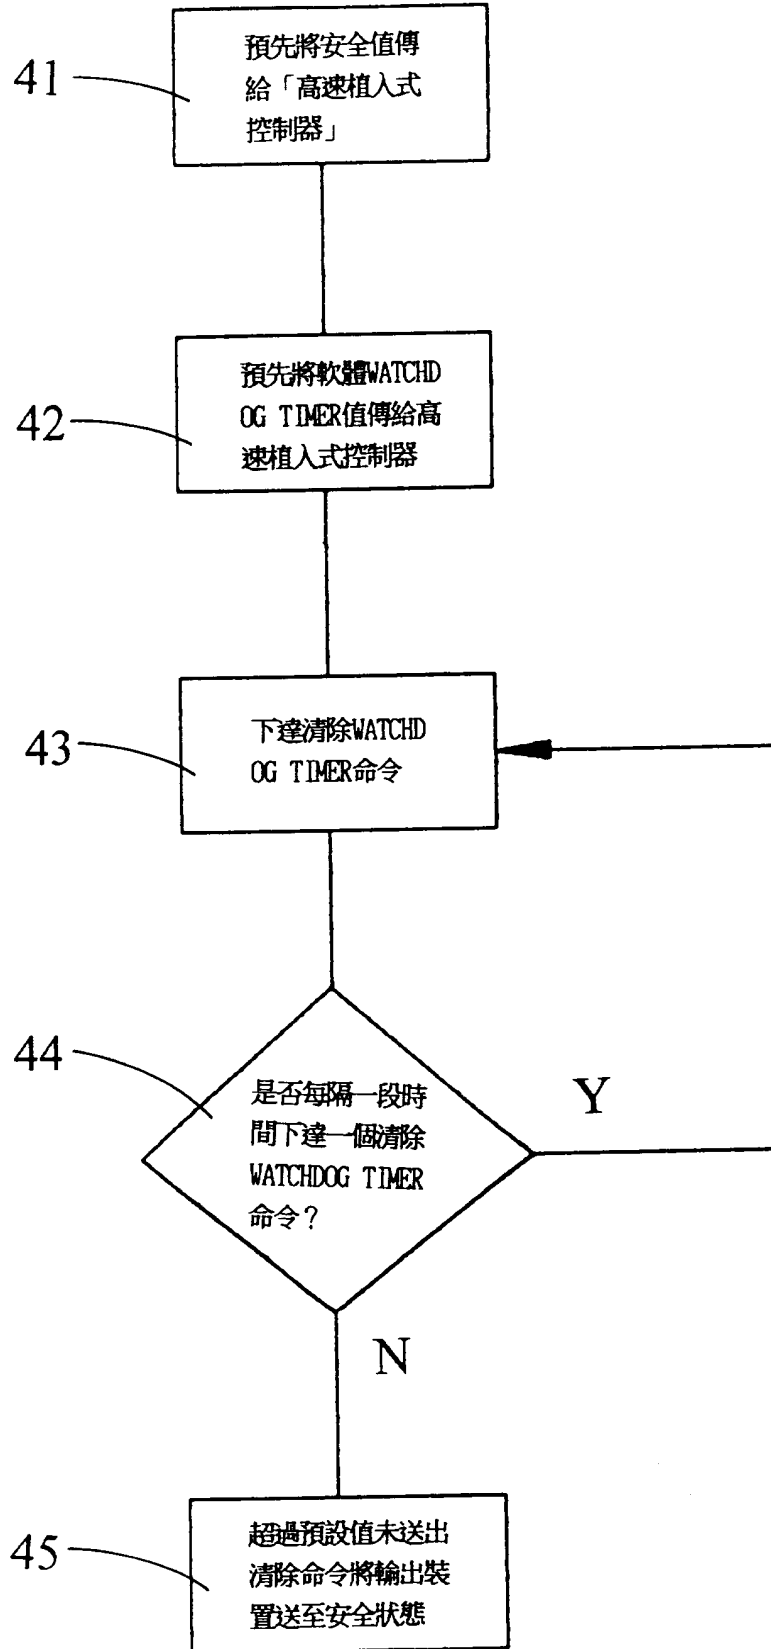 41
預先將安全值傳
給「高速植入式
控制器」
42
預先將軟體WATCHD
OG TIMER值傳給高
速植入式控制器
43
下達清除WATCHD
OG TIMER命令
44
是否每隔一段時
間下達一個清除
WATCHDOG TIMER
命令？
Y
N
45
超過預設值未送出
清除命令將輸出裝
置送至安全狀態